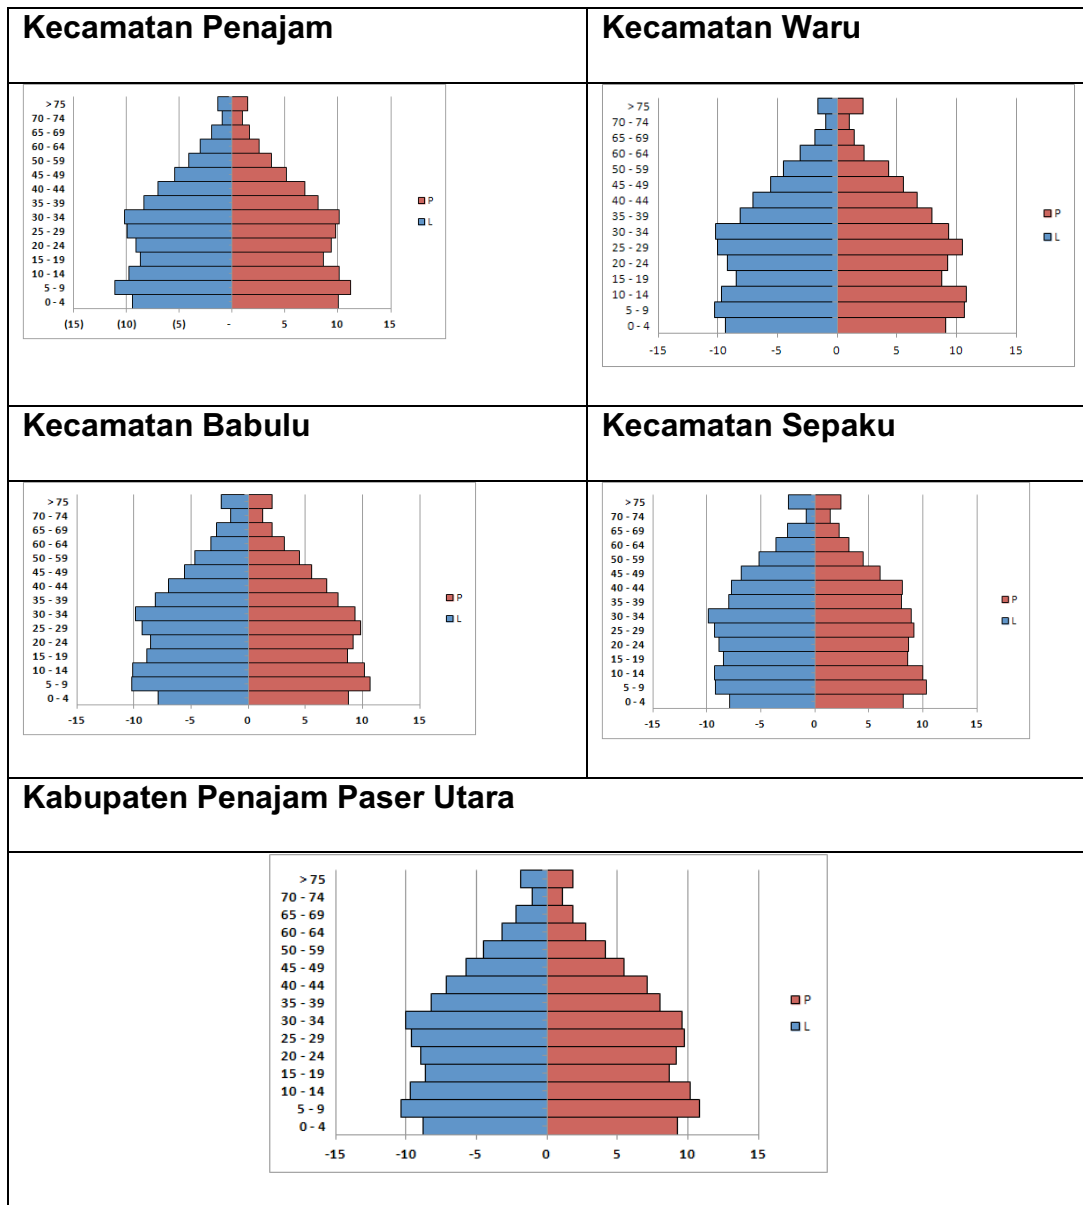 Kecamatan Penajam
Kecamatan Waru
> 75
70 - 74
65 - 69
60 - 64
50 - 59
45 - 49
40 - 44
35 - 39
30 - 34
25 - 29
20 - 24
15 - 19
10 - 14
5 - 9
0 - 4
(15) (10) (5) - 5 10 15
P
L
> 75
70 - 74
65 - 69
60 - 64
50 - 59
45 - 49
40 - 44
35 - 39
30 - 34
25 - 29
20 - 24
15 - 19
10 - 14
5 - 9
0 - 4
-15 -10 -5 0 5 10 15
P
L
Kecamatan Babulu
Kecamatan Sepaku
> 75
70 - 74
65 - 69
60 - 64
50 - 59
45 - 49
40 - 44
35 - 39
30 - 34
25 - 29
20 - 24
15 - 19
10 - 14
5 - 9
0 - 4
-15 -10 -5 0 5 10 15
P
L
> 75
70 - 74
65 - 69
60 - 64
50 - 59
45 - 49
40 - 44
35 - 39
30 - 34
25 - 29
20 - 24
15 - 19
10 - 14
5 - 9
0 - 4
-15 -10 -5 0 5 10 15
P
L
Kabupaten Penajam Paser Utara
> 75
70 - 74
65 - 69
60 - 64
50 - 59
45 - 49
40 - 44
35 - 39
30 - 34
25 - 29
20 - 24
15 - 19
10 - 14
5 - 9
0 - 4
-15 -10 -5 0 5 10 15
P
L